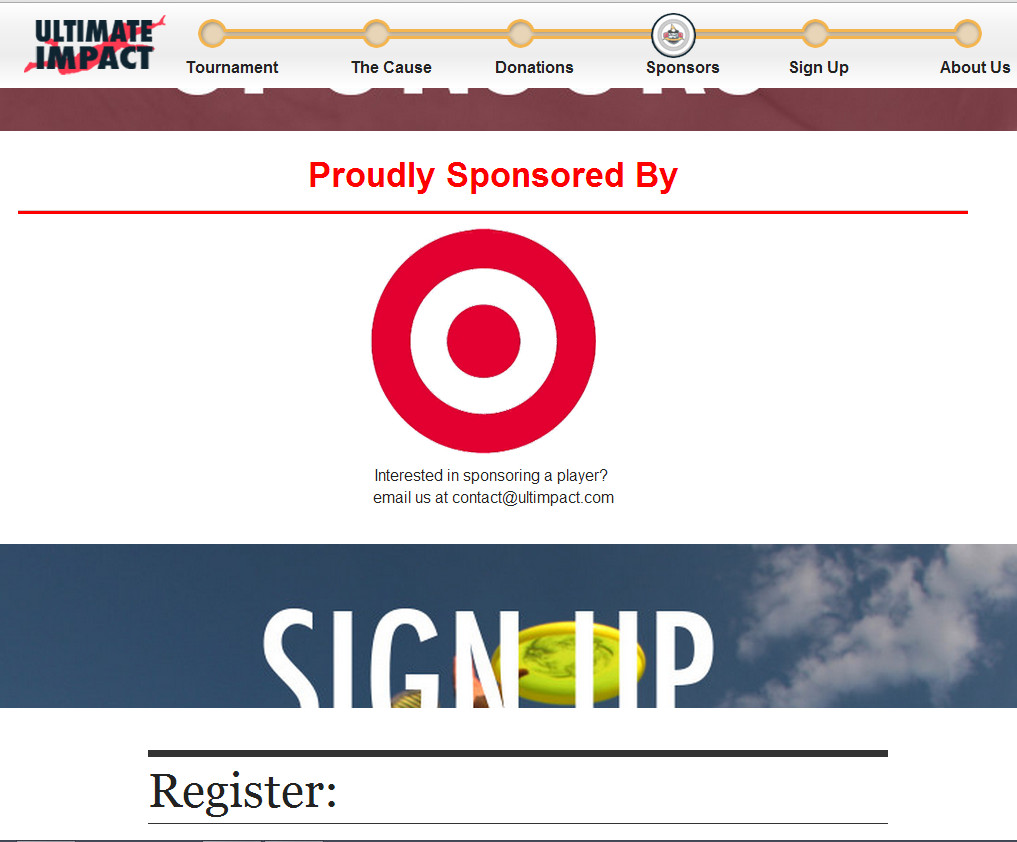 ULTIMATE
IMPACT
Tournament The Cause Donations Sponsors Sign Up About Us
SPONSORS
Proudly Sponsored By
Interested in sponsoring a player?
email us at contact@ultimpact.com
SIGN UP
Register: